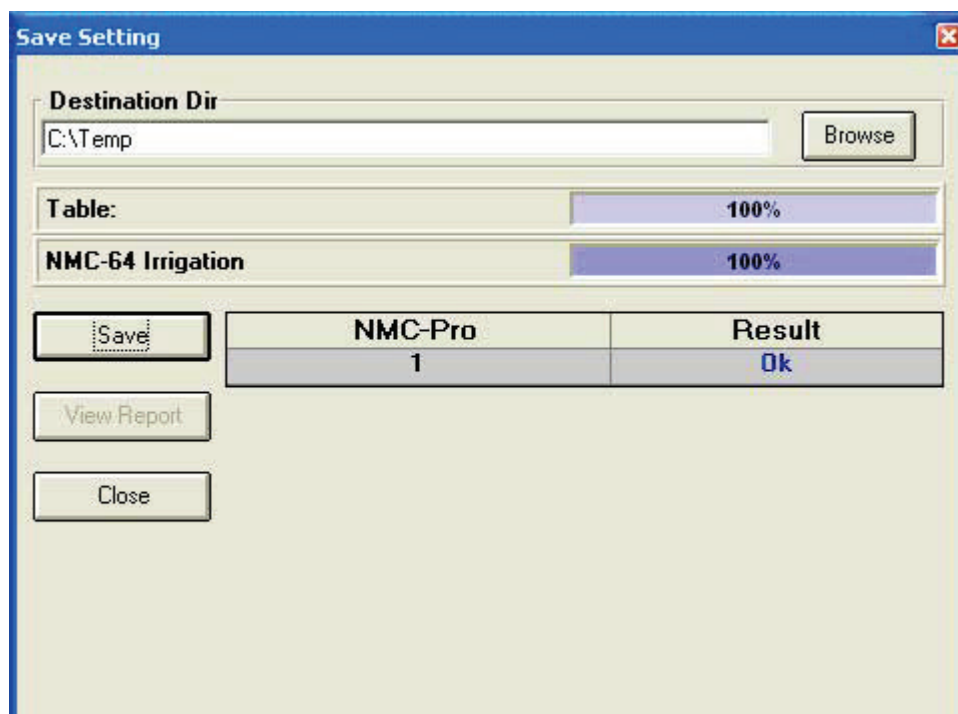 Save Setting
Destination Dir
C:\Temp
Browse
Table:
100%
NMC-64 Irrigation
100%
Save
NMC-Pro
Result
1
Ok
View Report
Close